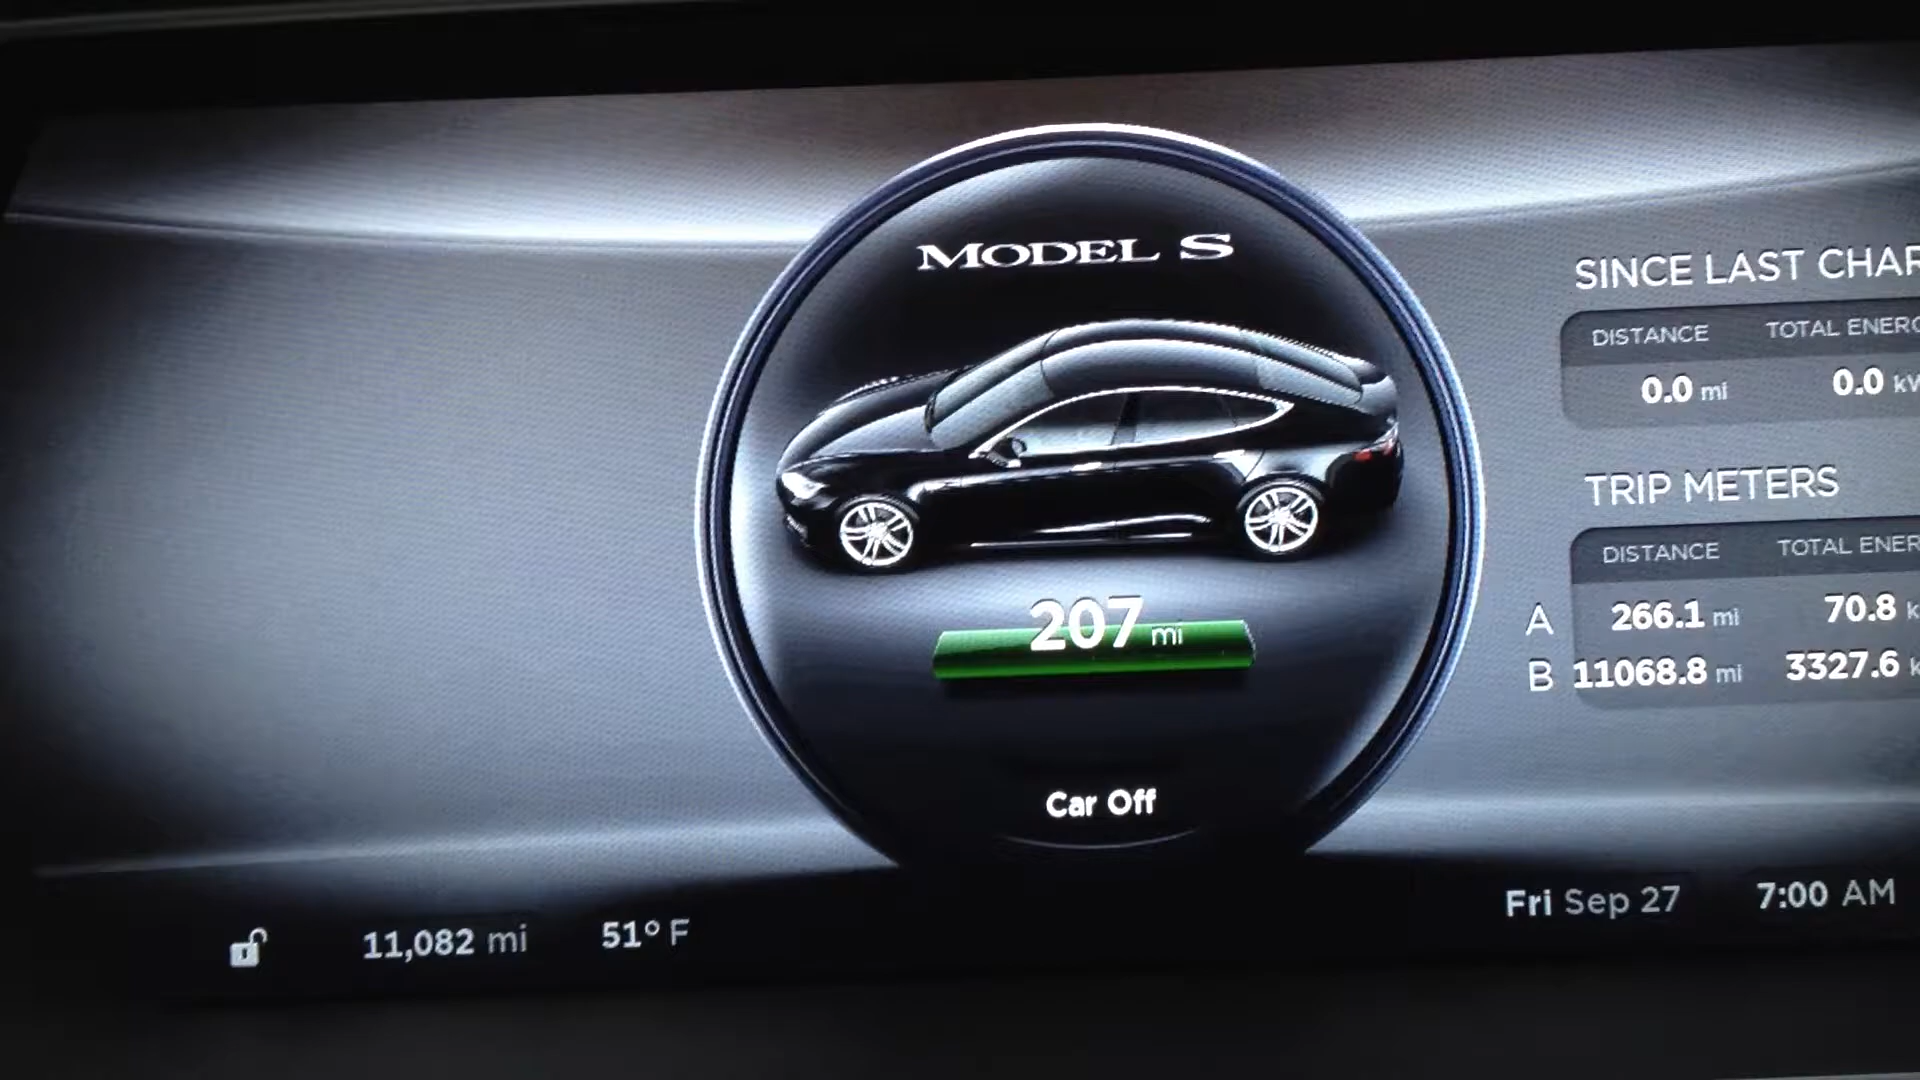 MODEL S
SINCE LAST
DISTANCE TOTAL
0.0 mi 0.0
TRIP METERS
DISTANCE TOTAL
A 266.1 mi 70.8
B 11068.8 mi 3327.6
207 mi
Car Off
11,082 mi 51° F Fri Sep 27 7:00 AM